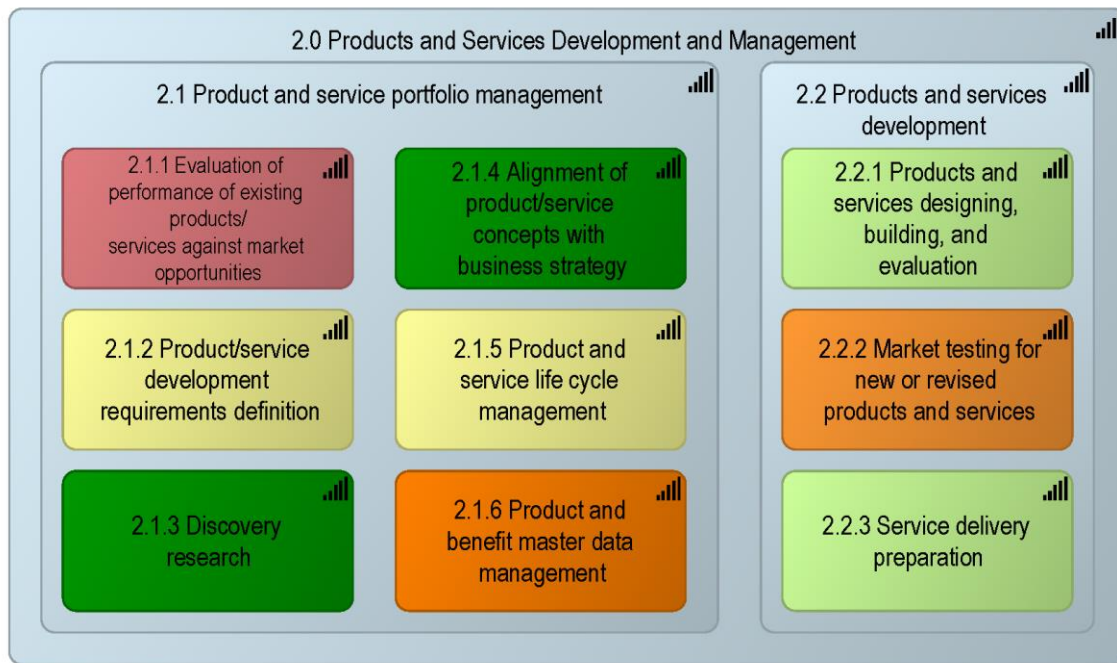 2.0 Products and Services Development and Management
2.1 Product and service portfolio management
2.1.1 Evaluation of
performance of existing
products/
services against market
opportunities
2.1.4 Alignment of
product/service
concepts with
business strategy
2.1.2 Product/service
development
requirements definition
2.1.5 Product and
service life cycle
management
2.1.3 Discovery
research
2.1.6 Product and
benefit master data
management
2.2 Products and services
development
2.2.1 Products and
services designing,
building, and
evaluation
2.2.2 Market testing for
new or revised
products and services
2.2.3 Service delivery
preparation